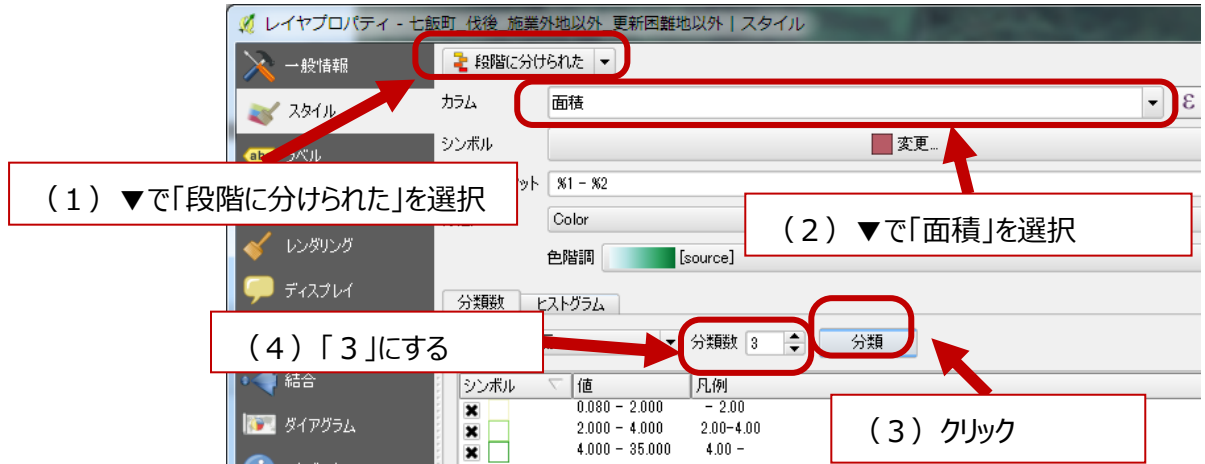 レイヤプロパティ - 七飯町_伐後_施業外地以外_更新困難地以外 | スタイル
一般情報
段階に分けられた
カラム
面積
ε
スタイル
シンボル
変更...
ラベル
(1) ▼で「段階に分けられた」を選択
ット
%1 - %2
Color
(2) ▼で「面積」を選択
レンダリング
色階調
[source]
ディスプレイ
分類数
ヒストグラム
(4)「3」にする
分類数
3
分類
結合
シンボル
値
凡例
(3) クリック
0.080 - 2.000
- 2.00
ダイアグラム
2.000 - 4.000
2.00-4.00
4.000 - 35.000
4.00 -